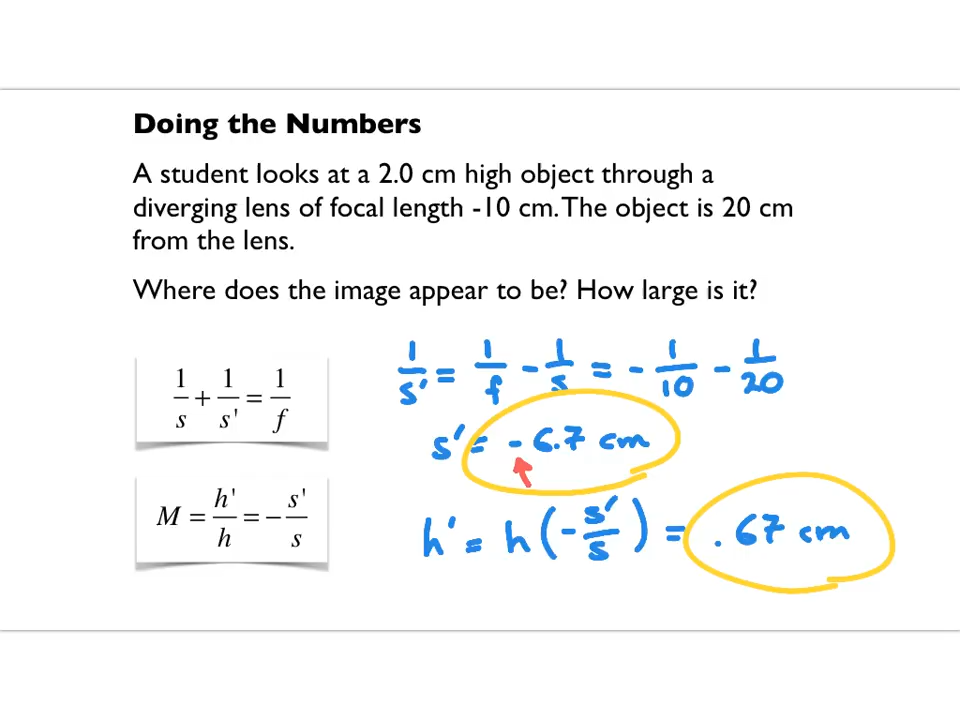 Doing the Numbers
A student looks at a 2.0 cm high object through a
diverging lens of focal length -10 cm. The object is 20 cm
from the lens.
Where does the image appear to be? How large is it?
1/s + 1/s' = 1/f
1/s' = 1/f - 1/s = - 1/10 - 1/20
s' = - 6.7 cm
M = h'/h = - s'/s
h' = h (- s'/s) = .67 cm